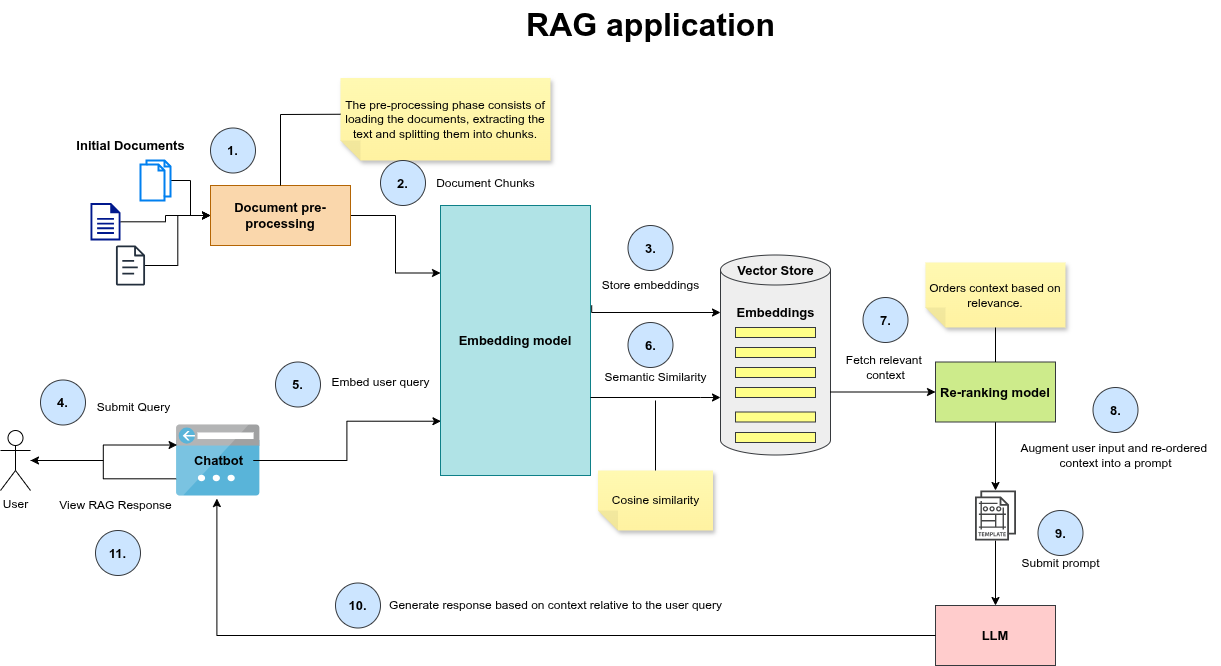 RAG application
The pre-processing phase consists of
loading the documents, extracting the
text and splitting them into chunks.
Initial Documents
1.
2.
Document Chunks
Document pre-
processing
3.
Store embeddings
Vector Store
Embeddings
Orders context based on
relevance.
7.
Fetch relevant
context
Embedding model
6.
Semantic Similarity
5.
Embed user query
4.
Submit Query
Re-ranking model
8.
Augment user input and re-ordered
context into a prompt
Chatbot
User
View RAG Response
Cosine similarity
TEMPLATE
9.
Submit prompt
11.
10.
Generate response based on context relative to the user query
LLM